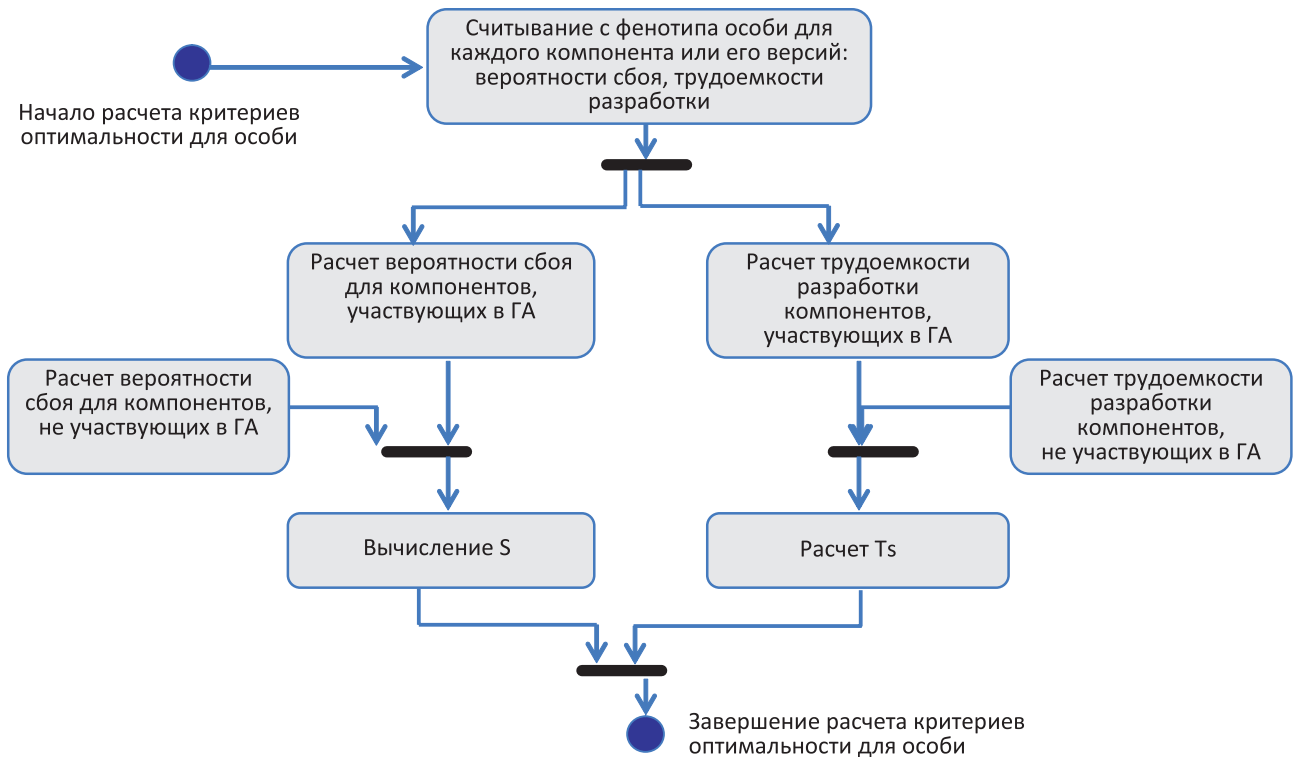 Считывание с фенотипа особи для
каждого компонента или его версий:
вероятности сбоя, трудоемкости
разработки
Начало расчета критериев
оптимальности для особи
Расчет вероятности сбоя
для компонентов,
участвующих в ГА
Расчет трудоемкости
разработки
компонентов,
участвующих в ГА
Расчет вероятности
сбоя для компонентов,
не участвующих в ГА
Расчет трудоемкости
разработки
компонентов,
не участвующих в ГА
Вычисление S
Расчет Ts
Завершение расчета критериев
оптимальности для особи